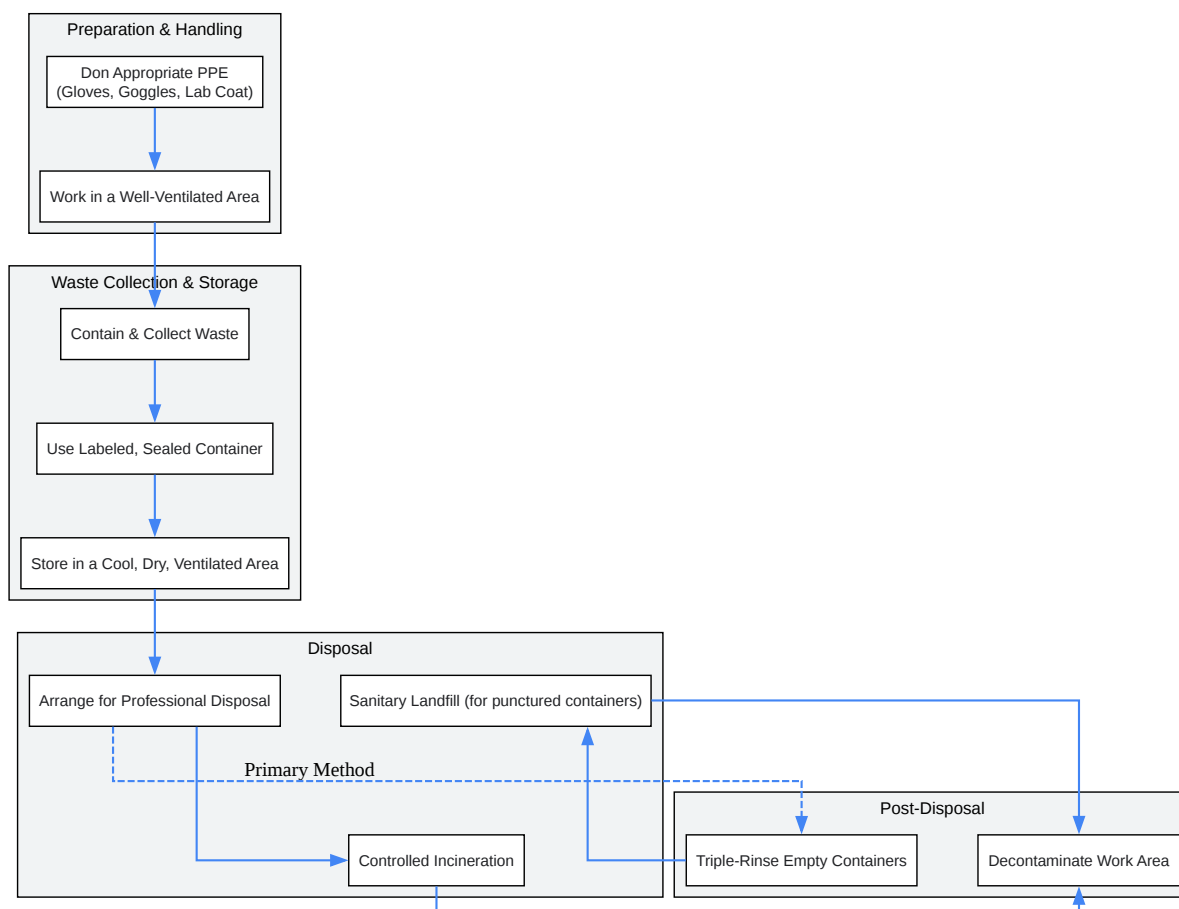 Preparation & Handling
Don Appropriate PPE
(Gloves, Goggles, Lab Coat)
Work in a Well-Ventilated Area
Waste Collection & Storage
Contain & Collect Waste
Use Labeled, Sealed Container
Store in a Cool, Dry, Ventilated Area
Disposal
Arrange for Professional Disposal
Sanitary Landfill (for punctured containers)
Primary Method
Post-Disposal
Controlled Incineration
Triple-Rinse Empty Containers
Decontaminate Work Area